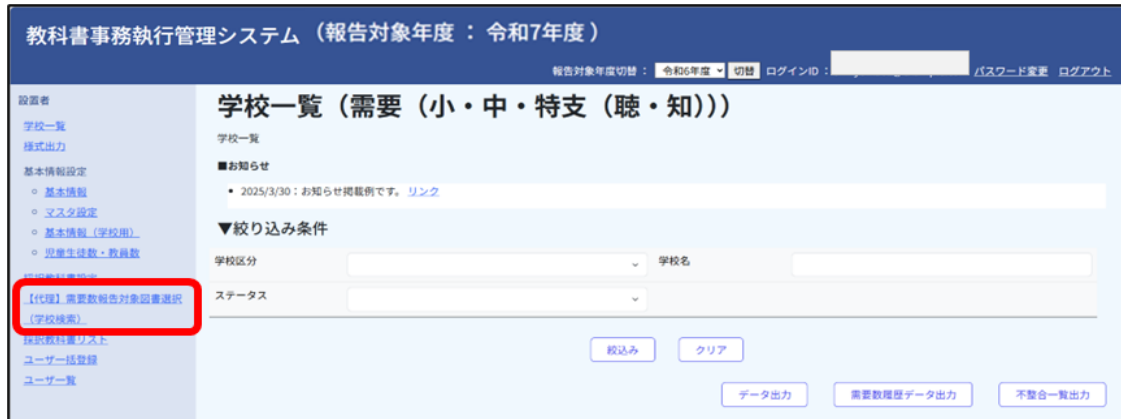 教科書事務執行管理システム（報告対象年度 ： 令和7年度 ）
報告対象年度切替： 令和6年度 切替 ログインID： パスワード変更 ログアウト
設置者
学校一覧
様式出力
基本情報設定
基本情報
マスタ設定
基本情報（学校用）
児童生徒数・教員数
採択教科書設定
【代理】需要数報告対象図書選択
（学校検索）
採択教科書リスト
ユーザー括登録
ユーザ一覧
学校一覧（需要（小・中・特支（聴・知）））
学校一覧
■お知らせ
• 2025/3/30：お知らせ掲載例です。 リンク
▼絞り込み条件
学校区分
学校名
ステータス
絞込み クリア
データ出力 需要数履歴データ出力 不整合一覧出力